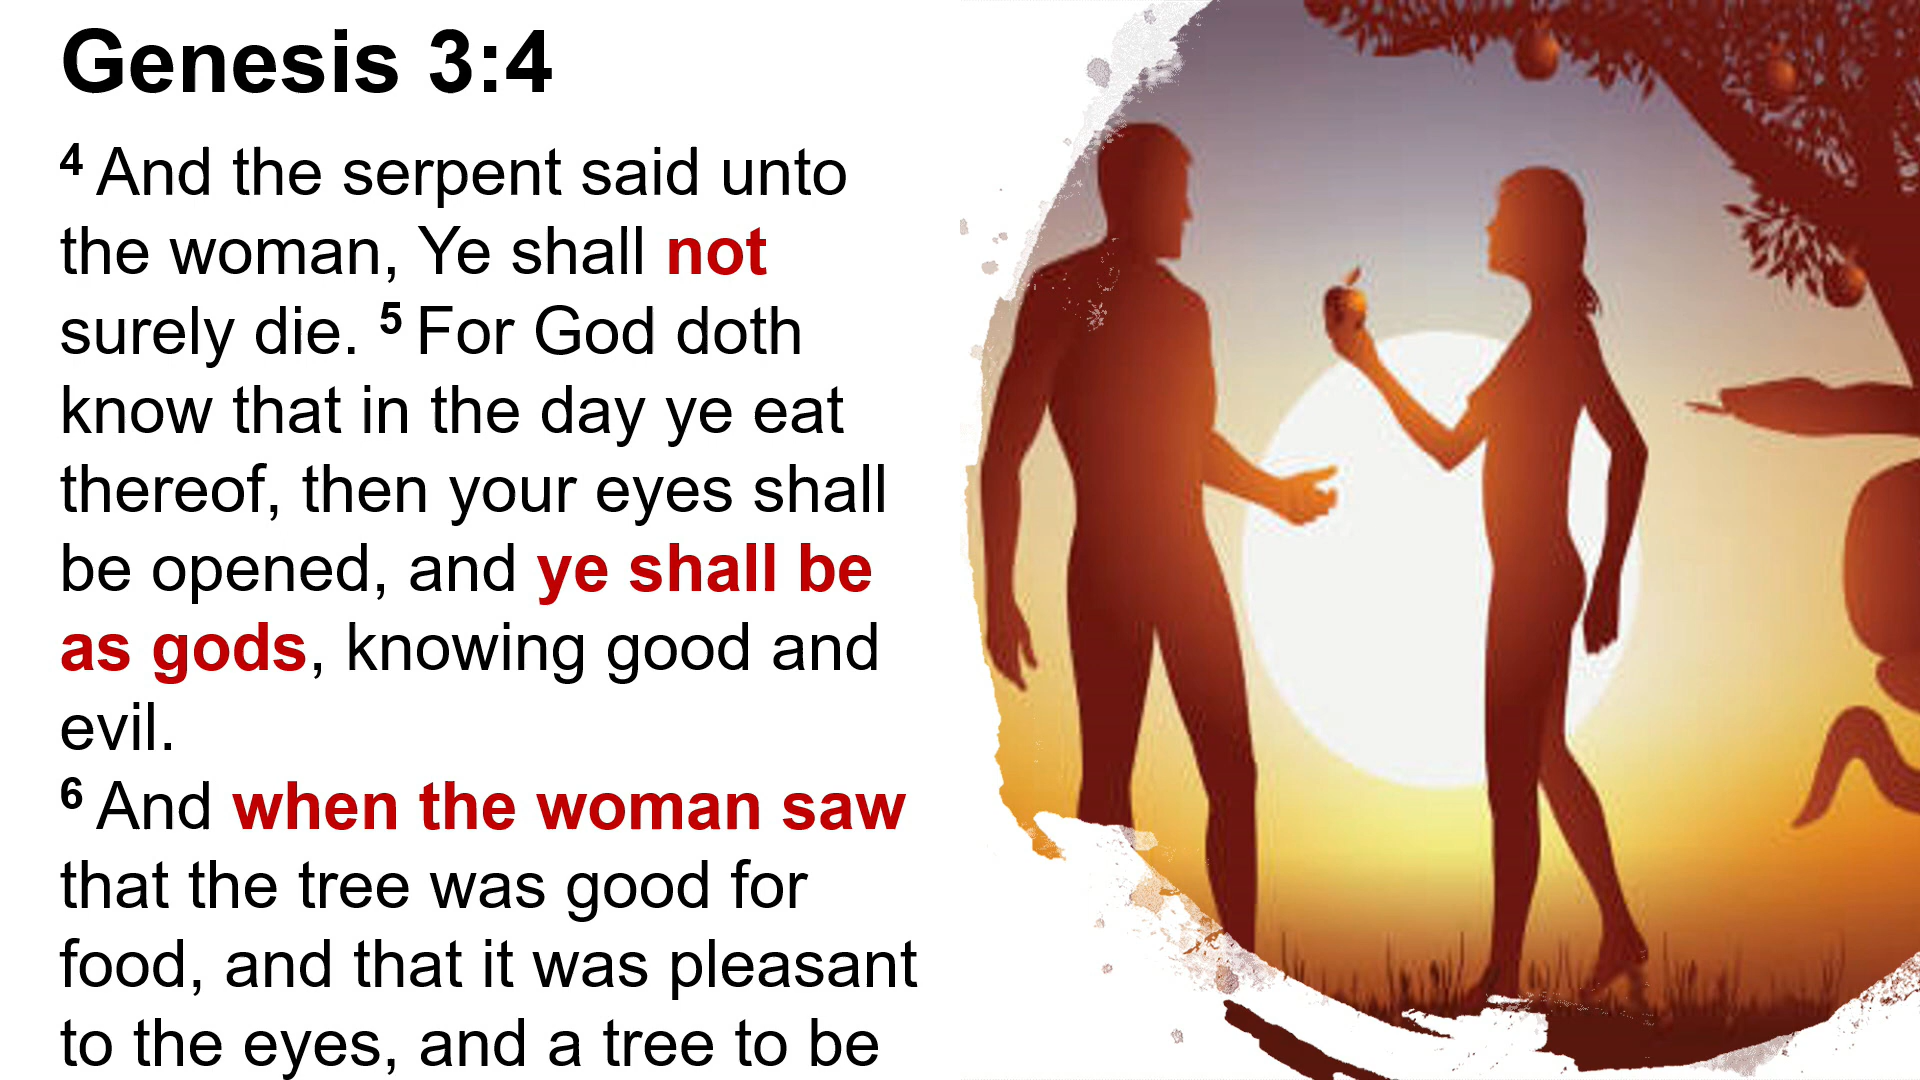 Genesis 3:4
4 And the serpent said unto
the woman, Ye shall not
surely die. 5 For God doth
know that in the day ye eat
thereof, then your eyes shall
be opened, and ye shall be
as gods, knowing good and
evil.
6 And when the woman saw
that the tree was good for
food, and that it was pleasant
to the eyes, and a tree to be